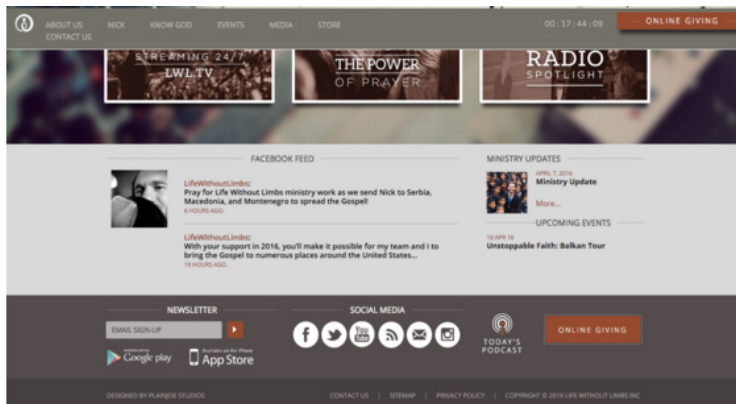 ABOUT US NICK KNOW GOD EVENTS MEDIA STORE 00:17:44:09 ONLINE GIVING
CONTACT US
STREAMING 24/7
LWL.TV
THE POWER
OF PRAYER
RADIO
SPOTLIGHT
FACEBOOK FEED
LifeWithoutLimbs:
Pray for Life Without Limbs ministry work as we send Nick to Serbia,
Macedonia, and Montenegro to spread the Gospel!
6 HOURS AGO.
LifeWithoutLimbs:
With your support in 2016, you'll make it possible for my team and I to
bring the Gospel to numerous places around the United States...
19 HOURS AGO.
MINISTRY UPDATES
APRIL 7, 2016
Ministry Update
More...
UPCOMING EVENTS
16 APR 16
Unstoppable Faith: Balkan Tour
NEWSLETTER
EMAIL SIGN-UP
Google play
Available on the iPhone
App Store
SOCIAL MEDIA
You
Tube
TODAY'S
PODCAST
ONLINE GIVING
DESIGNED BY PLAINJOE STUDIOS
CONTACT US | SITEMAP | PRIVACY POLICY | COPYRIGHT © 2016 LIFE WITHOUT LIMBS INC